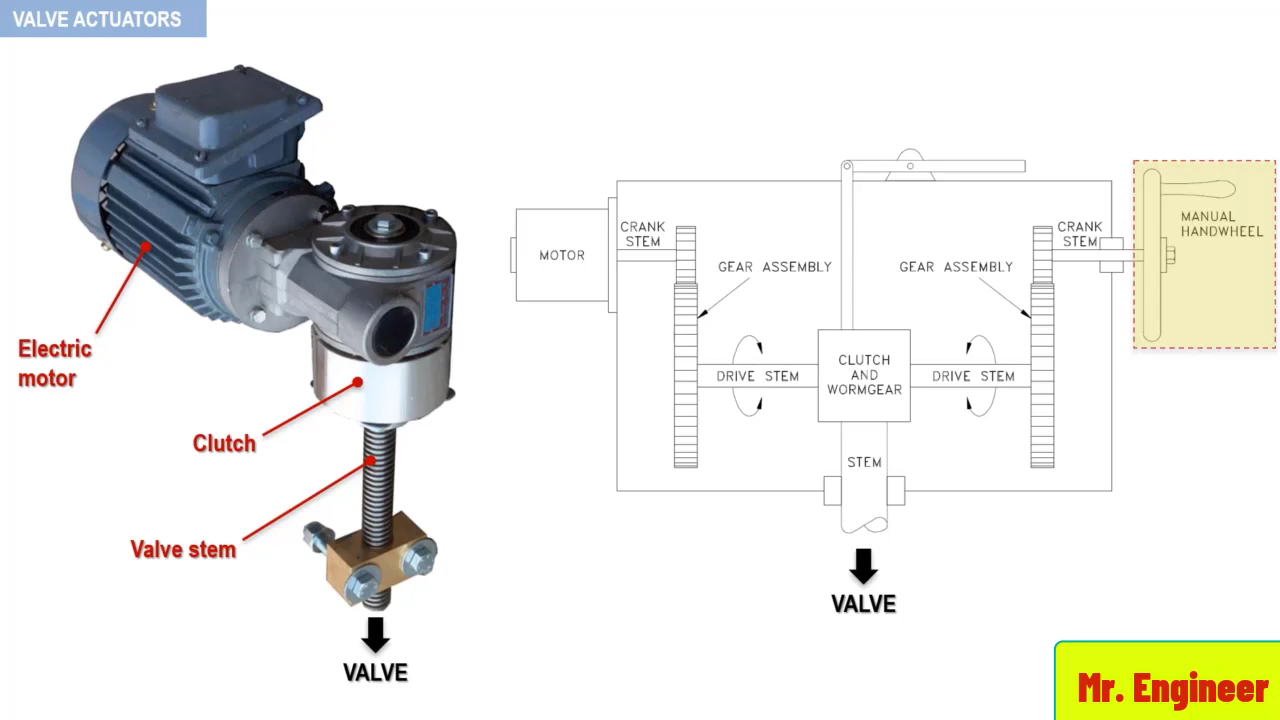 VALVE ACTUATORS
Electric
motor
Clutch
Valve stem
VALVE
MOTOR
CRANK
STEM
GEAR ASSEMBLY
DRIVE STEM
CLUTCH
AND
WORMGEAR
STEM
VALVE
GEAR ASSEMBLY
DRIVE STEM
CRANK
STEM
MANUAL
HANDWHEEL
Mr. Engineer